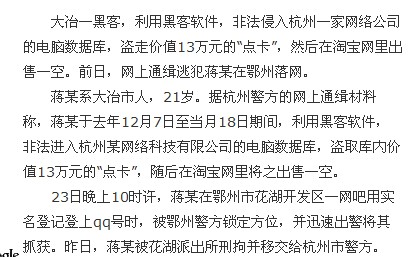 大冶一黑客，利用黑客软件，非法侵入杭州一家网络公司
的电脑数据库，盗走价值13万元的“点卡”，然后在淘宝网里出
售一空。前日，网上通缉逃犯蒋某在鄂州落网。
蒋某系大冶市人，21岁。据杭州警方的网上通缉材料
称，蒋某于去年12月7日至当月18日期间，利用黑客软件，
非法进入杭州某网络科技有限公司的电脑数据库，盗取库内价
值13万元的“点卡”，随后在淘宝网里将之出售一空。
23日晚上10时许，蒋某在鄂州市花湖开发区一网吧用实
名登记登上qq号时，被鄂州警方锁定方位，并迅速出警将其
抓获。昨日，蒋某被花湖派出所刑拘并移交给杭州市警方。